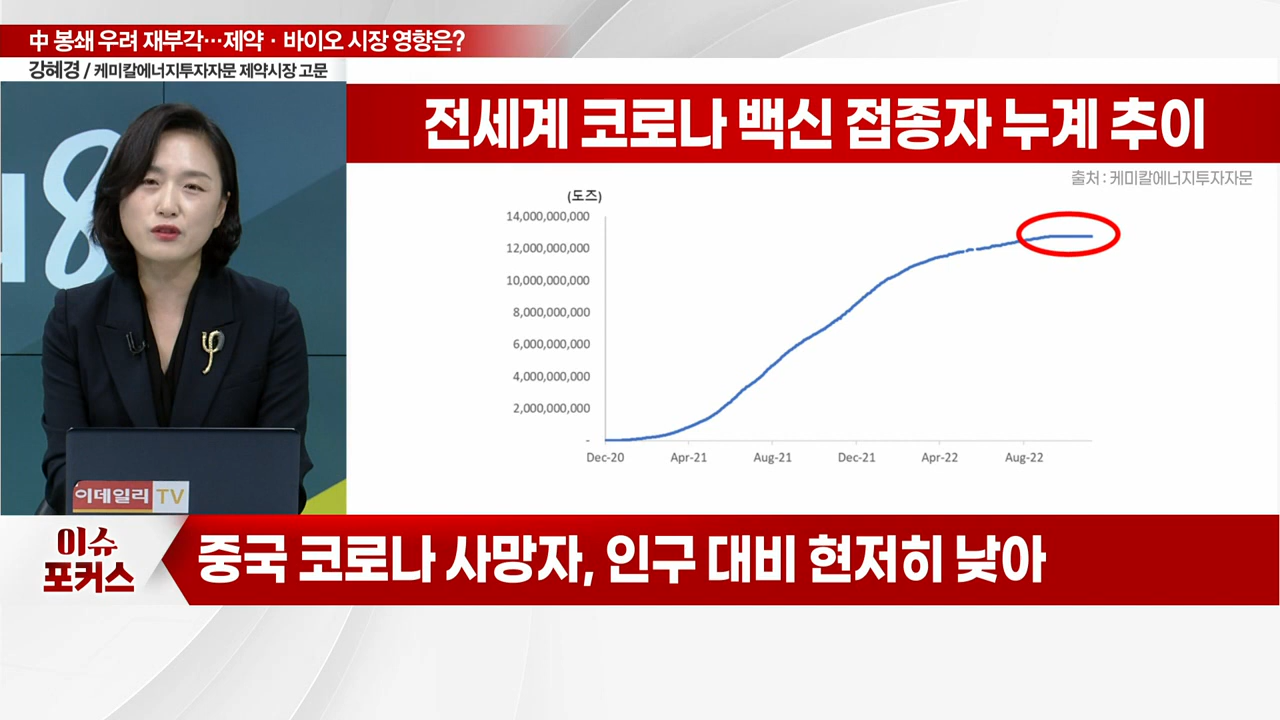 中 봉쇄 우려 재부각…제약·바이오 시장 영향은?
강혜경 / 케미칼에너지투자자문 제약시장 고문
전세계 코로나 백신 접종자 누계 추이
출처 : 케미칼에너지투자자문
(도즈)
14,000,000,000
12,000,000,000
10,000,000,000
8,000,000,000
6,000,000,000
4,000,000,000
2,000,000,000
-
Dec-20 Apr-21 Aug-21 Dec-21 Apr-22 Aug-22
8
이데일리 TV
이슈
포커스
중국 코로나 사망자, 인구 대비 현저히 낮아